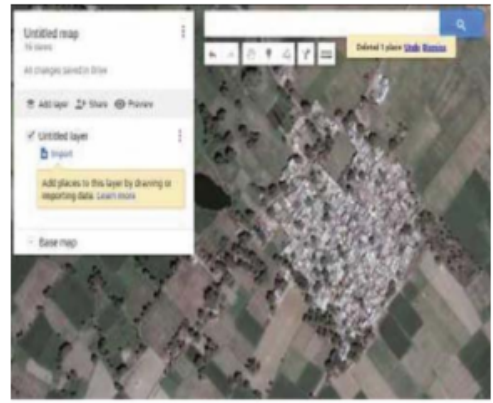 Untitled map
All changes saved in Drive
Add layer Share Preview
Untitled layer
Import
Add places to this layer by drawing or
importing data. Learn more
Base map
Deleted 1 place Undo Dismiss